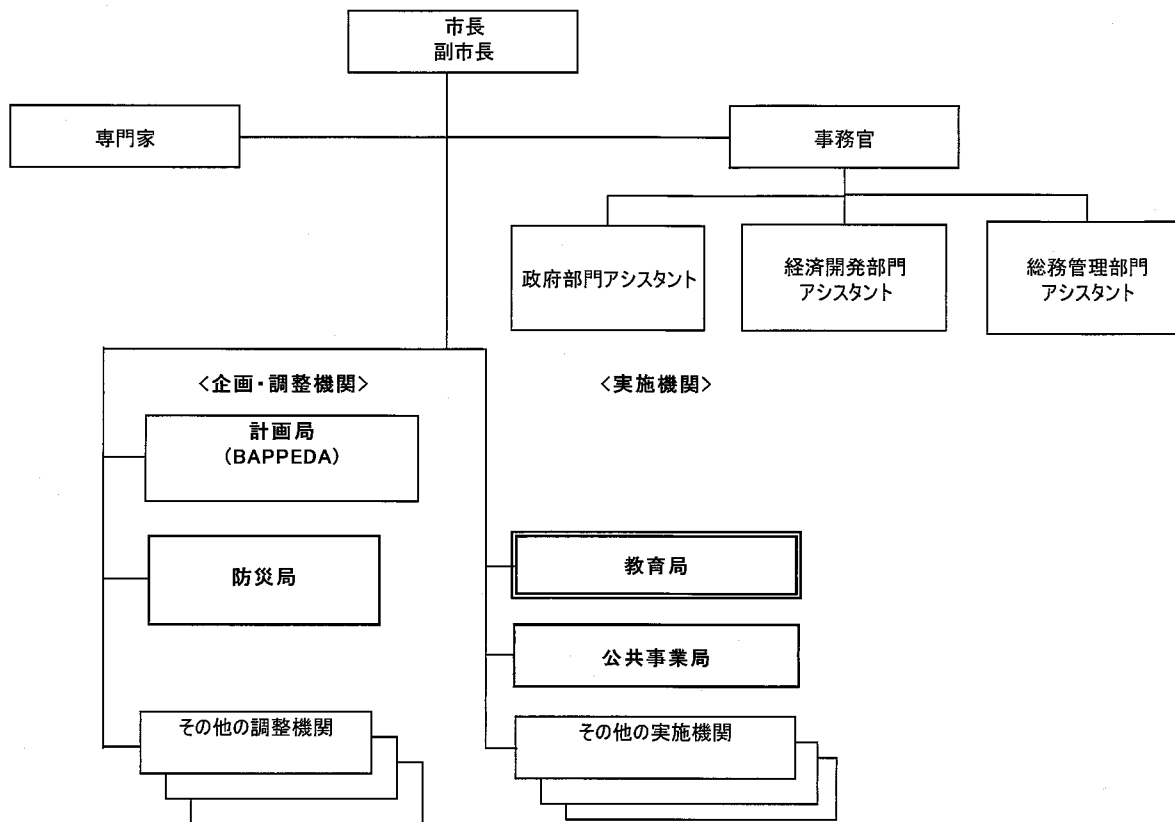 市長
副市長
専門家
事務官
政府部門アシスタント
経済開発部門
アシスタント
総務管理部門
アシスタント
<企画・調整機関>
<実施機関>
計画局
(BAPPEDA)
防災局
教育局
公共事業局
その他の調整機関
その他の実施機関